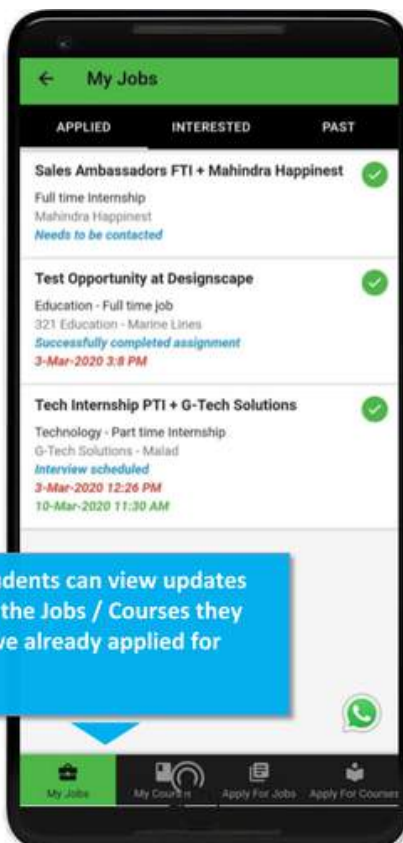 My Jobs
APPLIED INTERESTED PAST
Sales Ambassadors FTI + Mahindra Happinest
Full time Internship
Mahindra Happinest
Needs to be contacted
Test Opportunity at Designscape
Education - Full time job
321 Education - Marine Lines
Successfully completed assignment
3-Mar-2020 3:8 PM
Tech Internship PTI + G-Tech Solutions
Technology - Part time Internship
G-Tech Solutions - Malad
Interview scheduled
3-Mar-2020 12:26 PM
10-Mar-2020 11:30 AM
udents can view updates
the Jobs / Courses they
ve already applied for
My Jobs My Apply For Jobs Apply For Courses